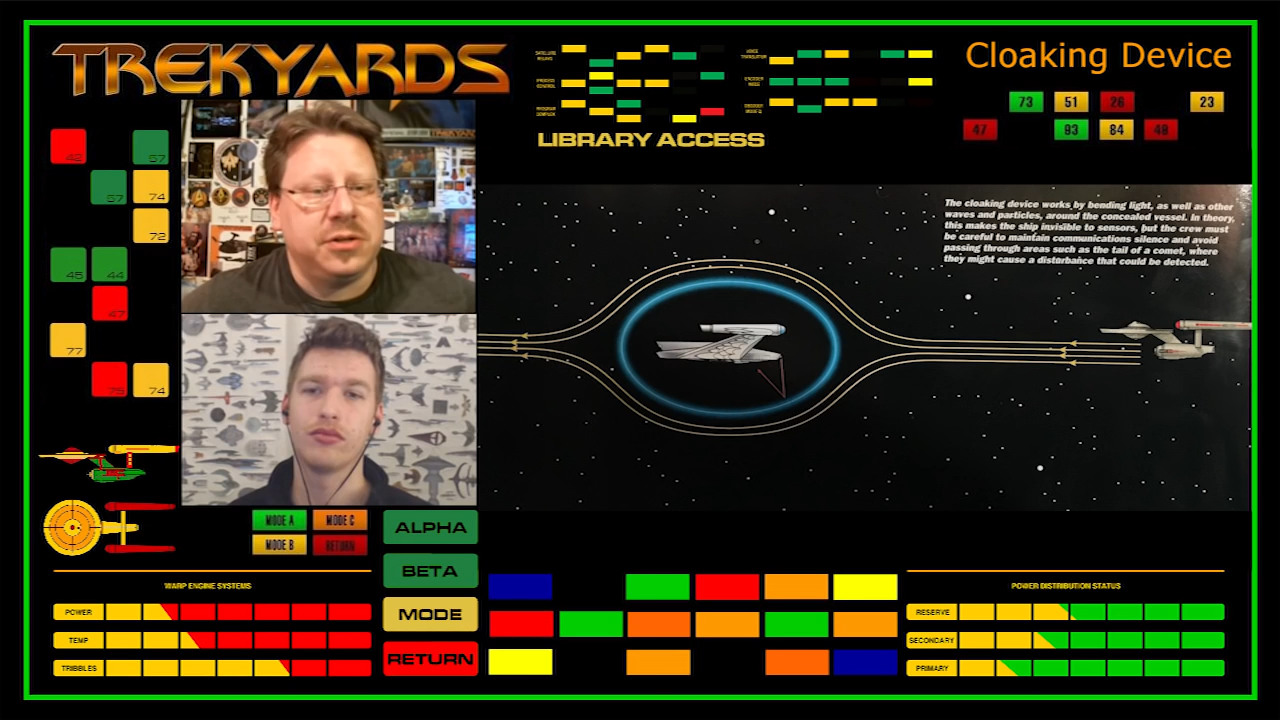 TREKYARDS
Cloaking Device
LIBRARY ACCESS
73 51 26 23
47 93 84 49
42 57
57 74
72
45 44
47
77
75 74
The cloaking device works by bending light, as well as other
waves and particles, around the concealed vessel. In theory,
this makes the ship invisible to sensors, but the crew must
be careful to maintain communications silence and avoid
passing through areas such as the tail of a comet, where
they might cause a disturbance that could be detected.
MODE A MODE C
MODE B RETURN
ALPHA
BETA
MODE
RETURN
WARP ENGINE SYSTEMS
POWER
TEMP
TRIBBLES
POWER DISTRIBUTION STATUS
RESERVE
SECONDARY
PRIMARY